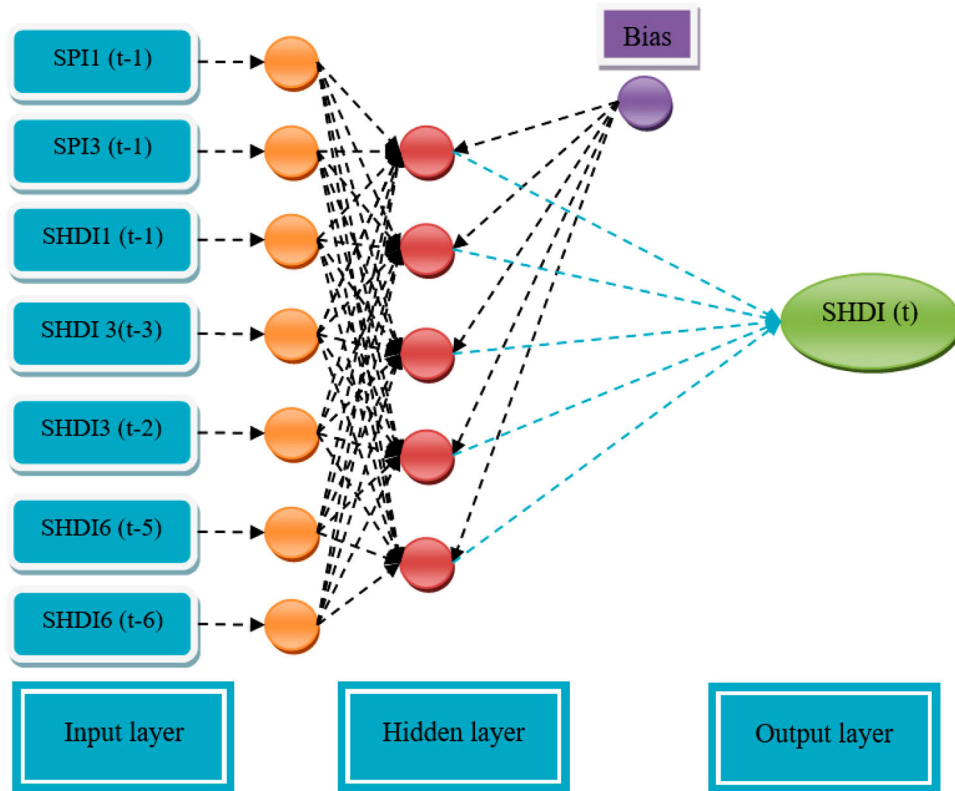 SPI1 (t-1)
SPI3 (t-1)
SHDI1 (t-1)
SHDI 3(t-3)
SHDI3 (t-2)
SHDI6 (t-5)
SHDI6 (t-6)
Bias
SHDI (t)
Input layer
Hidden layer
Output layer